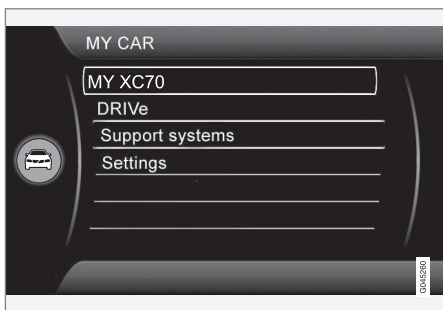 MY CAR
MY XC70
DRIVe
Support systems
Settings
G045260